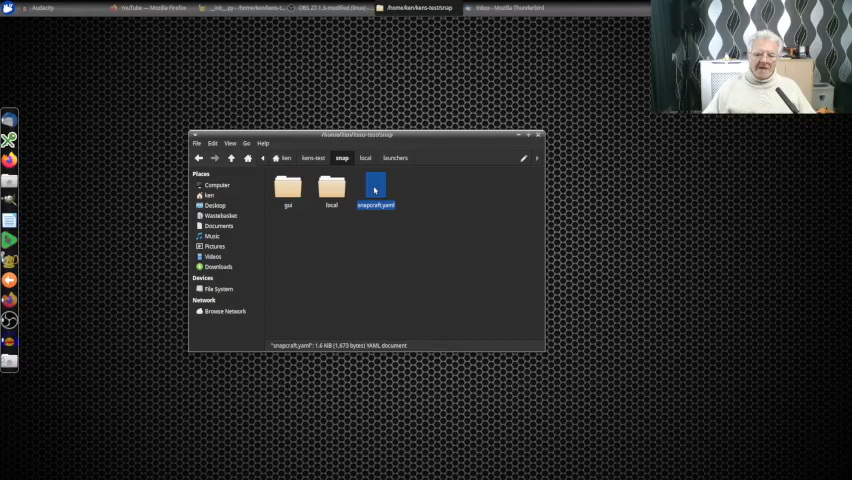 Audacity
YouTube — Mozilla Firefox
OBS 27.1.3-modified (linux-...
/home/ken/kens-test/snap
Inbox - Mozilla Thunderbird
/home/ken/kens-test/snap
File Edit View Go Help
ken kens-test snap local launchers
Places
Computer
ken
Desktop
Wastebasket
Documents
Music
Pictures
Videos
Downloads
Devices
File System
Network
Browse Network
gui
local
snapcraft.yaml
"snapcraft.yaml": 1.6 KiB (1,673 bytes) YAML document